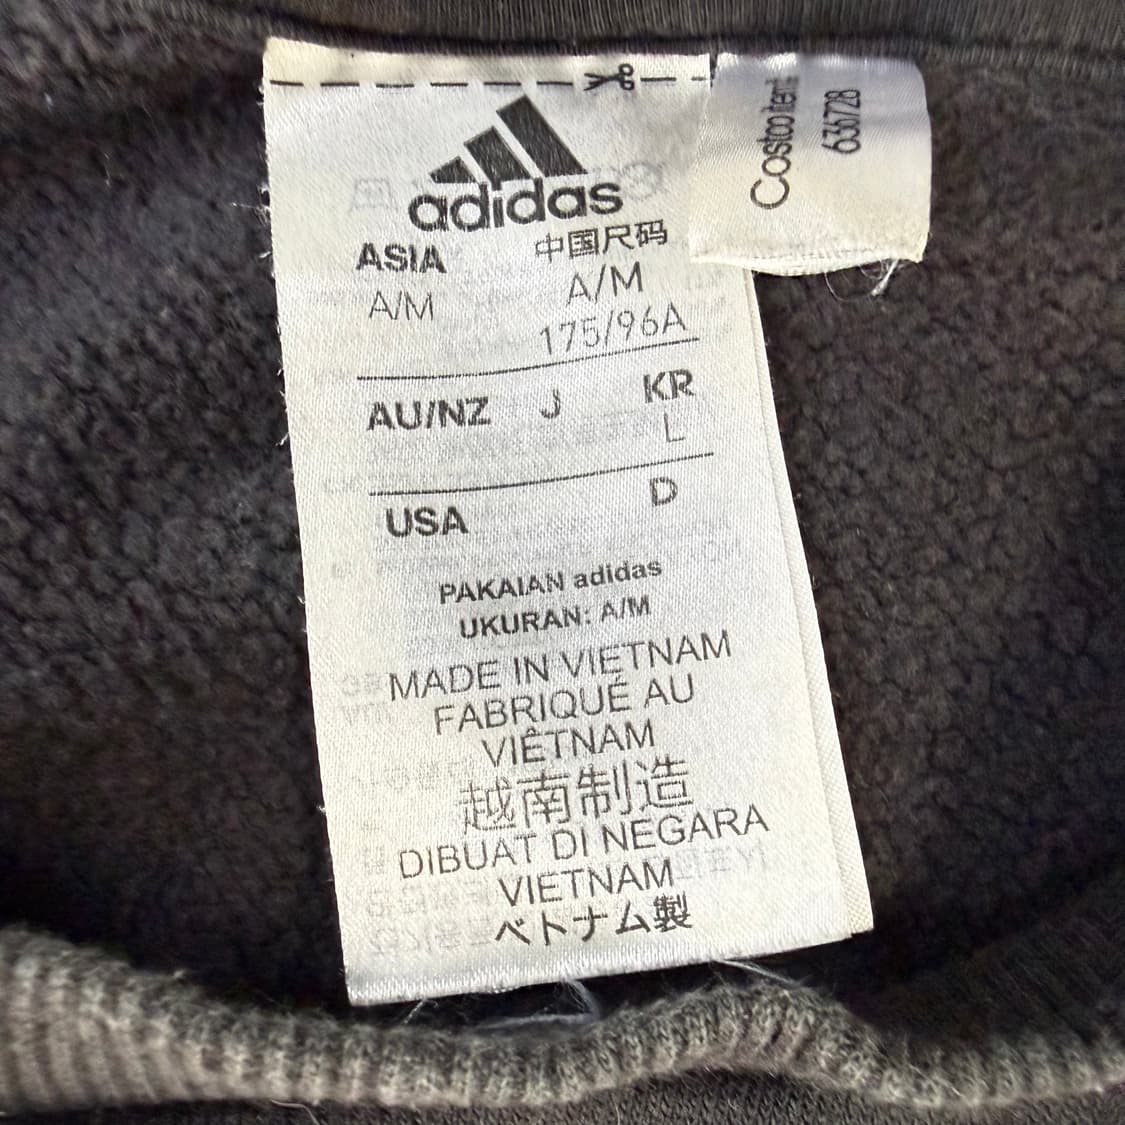 adidas
ASIA 中国尺码
A/M A/M
175/96A
AU/NZ J KR
L
USA D
PAKAIAN adidas
UKURAN: A/M
MADE IN VIETNAM
FABRIQUÉ AU
VIÊTNAM
越南制造
DIBUAT DI NEGARA
VIETNAM
ベトナム製
Costco item
636728